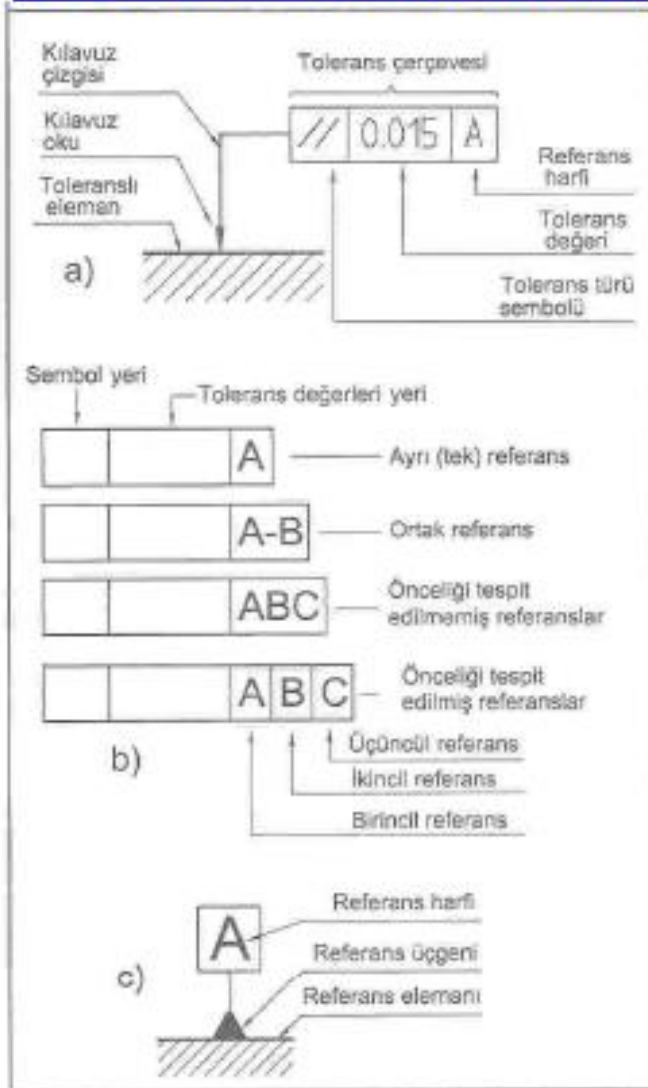 Kılavuz
çizgisi
Tolerans çerçevesi
// 0.015 A
Kılavuz
oku
Referans
harfi
Toleranslı
eleman
Tolerans
değeri
a)
Tolerans türü
sembolü
Sembol yeri
Tolerans değerleri yeri
A
Ayrı (tek) referans
A-B
Ortak referans
ABC
Önceliği tespit
edilmemiş referanslar
A B C
Önceliği tespit
edilmiş referanslar
b)
Üçüncül referans
İkincil referans
Birincil referans
Referans harfi
A
Referans üçgeni
c)
Referans elemanı